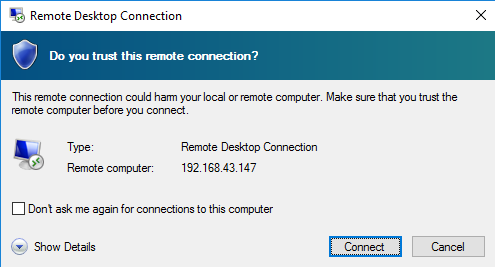 Remote Desktop Connection
Do you trust this remote connection?
This remote connection could harm your local or remote computer. Make sure that you trust the
remote computer before you connect.
Type: Remote Desktop Connection
Remote computer: 192.168.43.147
Don't ask me again for connections to this computer
Show Details Connect Cancel